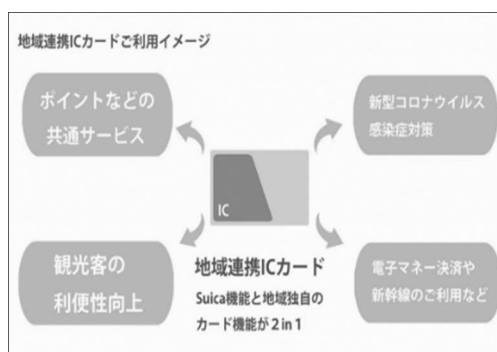 地域連携ICカードご利用イメージ
ポイントなどの
共通サービス
新型コロナウイルス
感染症対策
IC
観光客の
利便性向上
地域連携ICカード
Suica機能と地域独自の
カード機能が2 in 1
電子マネー決済や
新幹線のご利用など